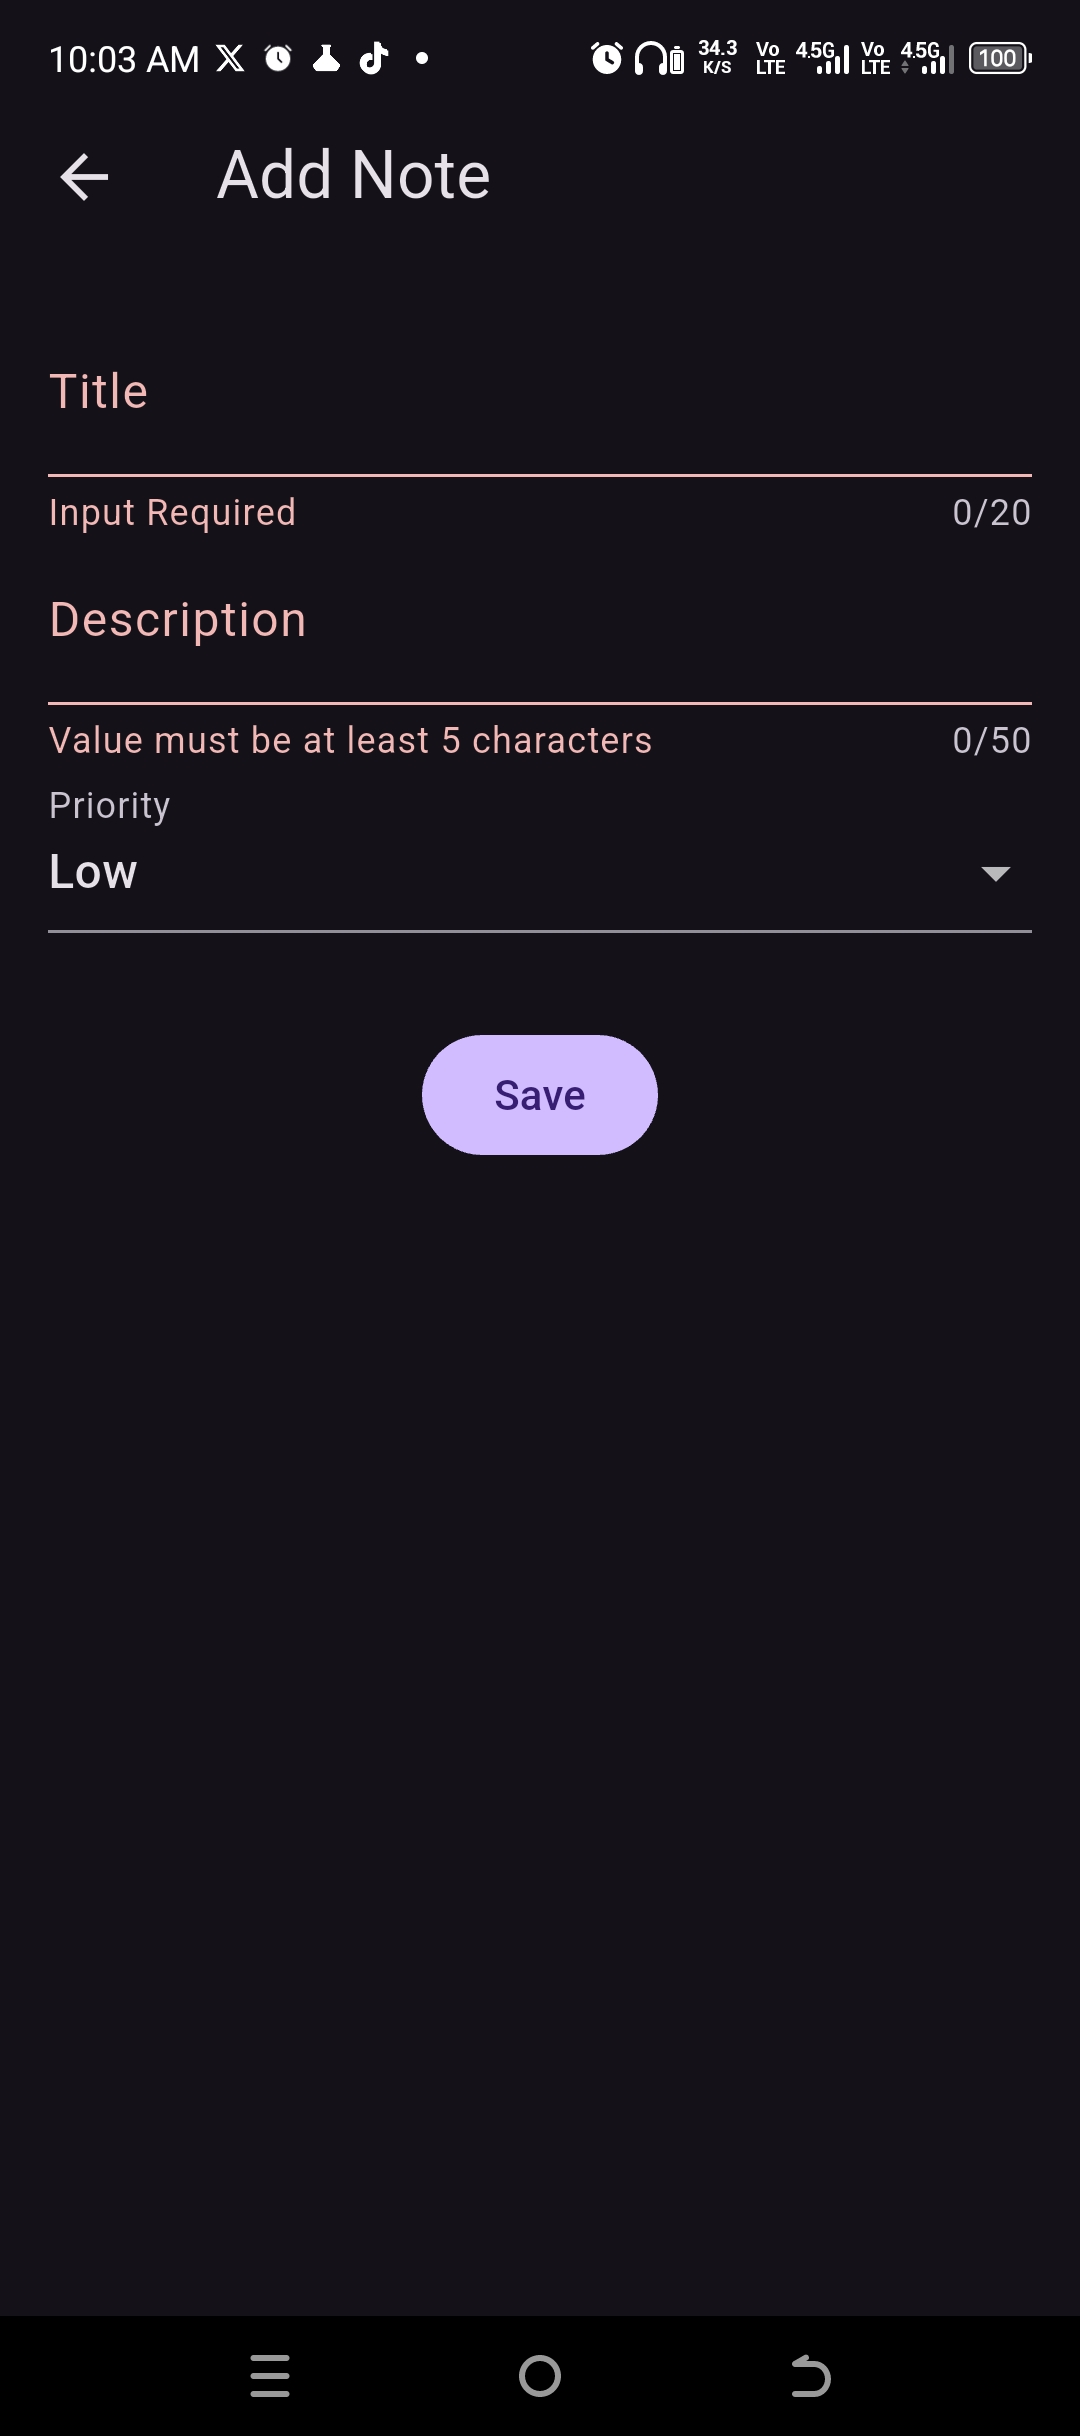 10:03 AM 34.3 K/S Vo LTE 4.5G Vo LTE 4.5G 100
Add Note
Title
Input Required 0/20
Description
Value must be at least 5 characters 0/50
Priority
Low
Save